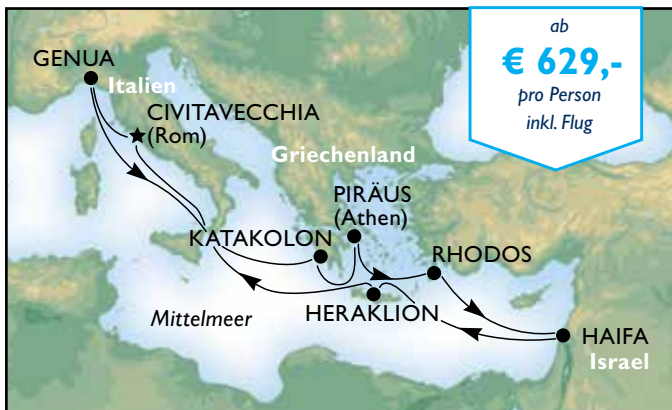 ab
€ 629,-
pro Person
inkl. Flug
GENUA
Italien
CIVITAVECCHIA
(Rom)
Griechenland
PIRÄUS
(Athen)
KATAKOLON
RHODOS
HERAKLION
Mittelmeer
HAIFA
Israel